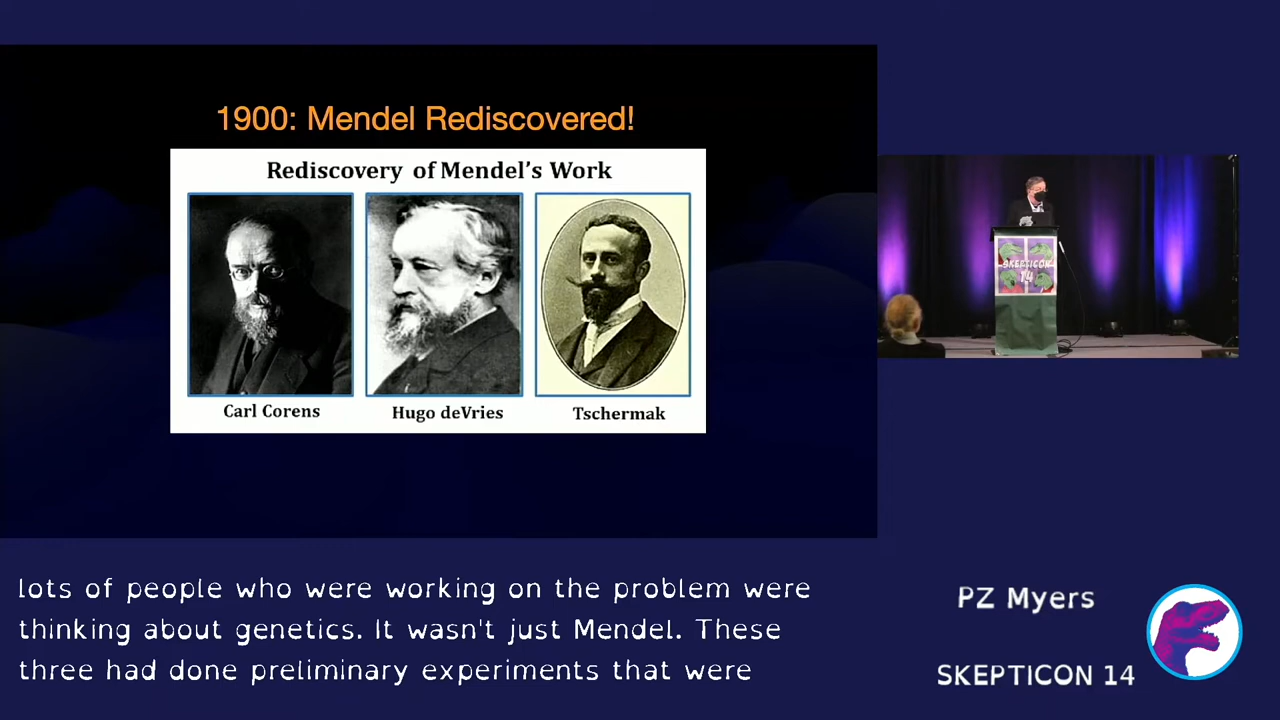 1900: Mendel Rediscovered!
Rediscovery of Mendel's Work
Carl Corens
Hugo deVries
Tschermak
SKEPTICON
14
lots of people who were working on the problem were
thinking about genetics. It wasn't just Mendel. These
three had done preliminary experiments that were
PZ Myers
SKEPTICON 14